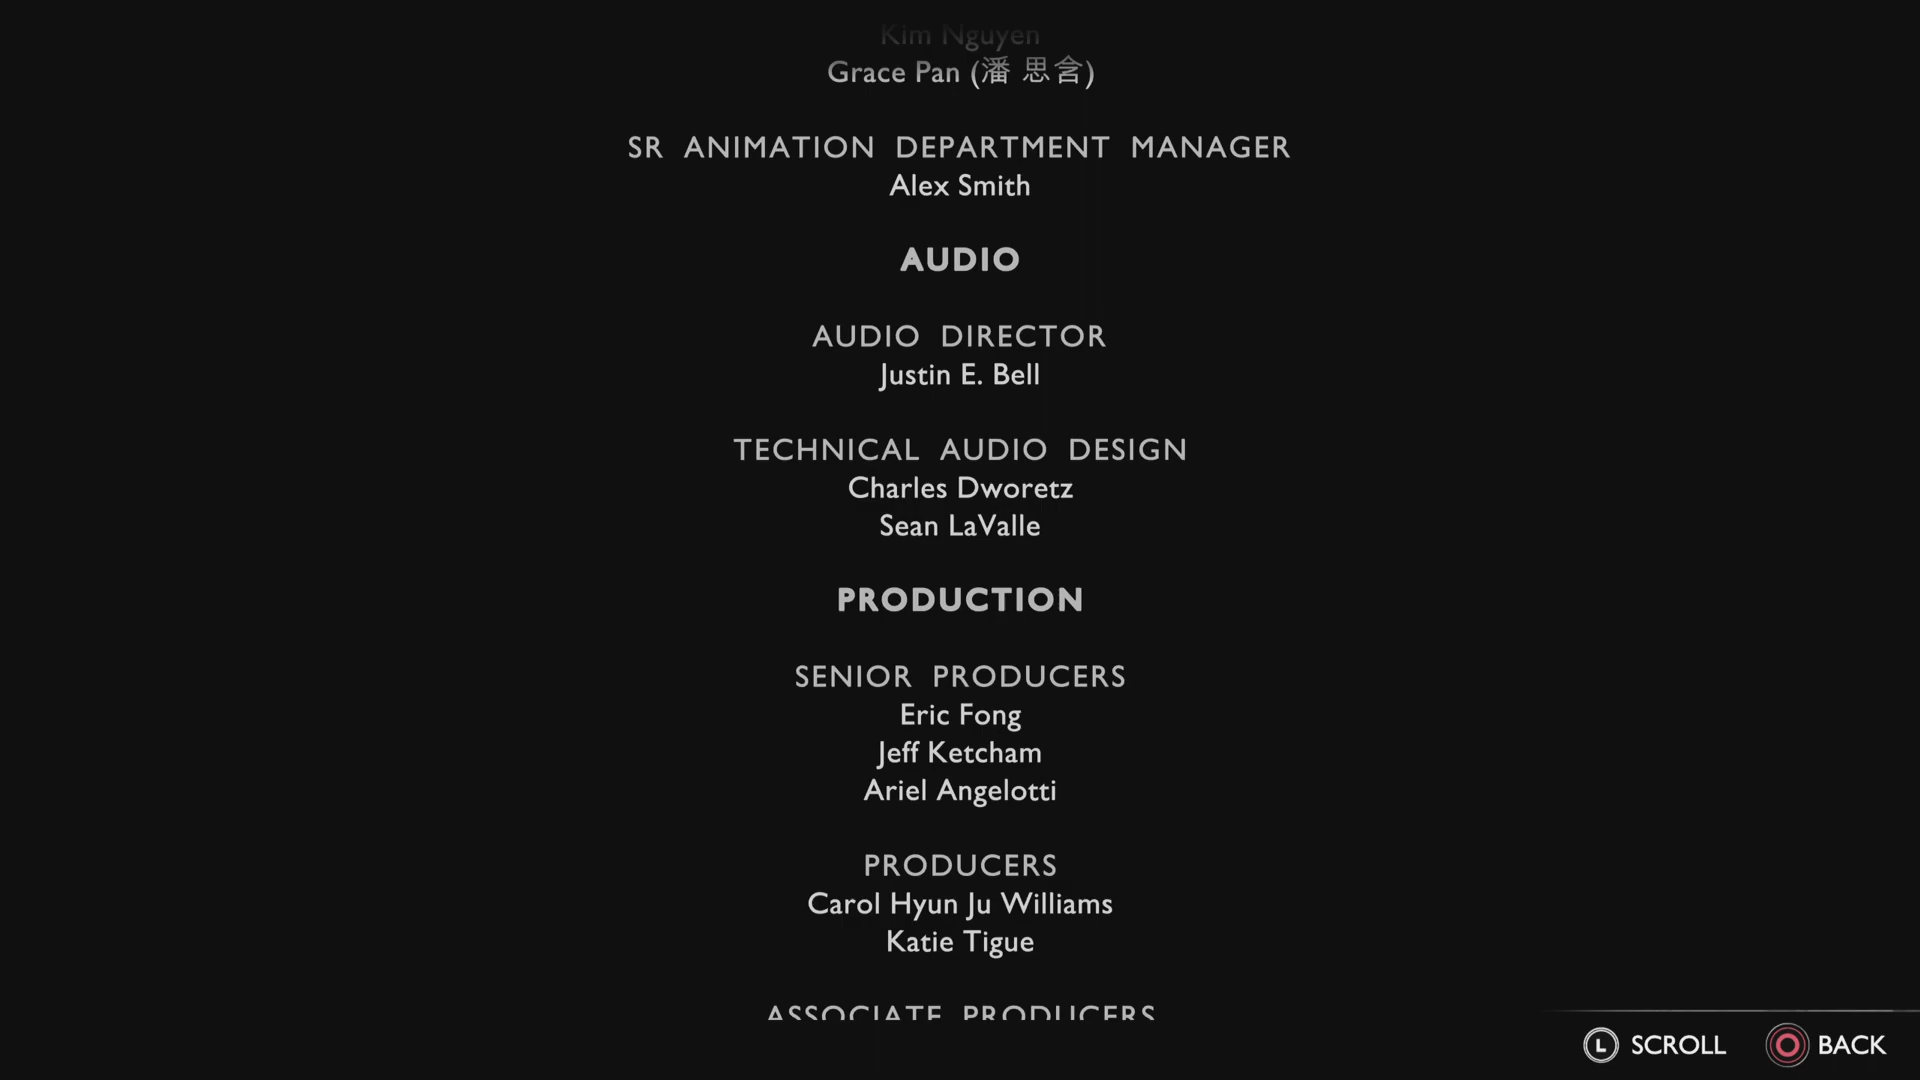 Kim Nguyen
Grace Pan (潘 思含)
SR ANIMATION DEPARTMENT MANAGER
Alex Smith
AUDIO
AUDIO DIRECTOR
Justin E. Bell
TECHNICAL AUDIO DESIGN
Charles Dworetz
Sean LaValle
PRODUCTION
SENIOR PRODUCERS
Eric Fong
Jeff Ketcham
Ariel Angelotti
PRODUCERS
Carol Hyun Ju Williams
Katie Tigue
ASSOCIATE PRODUCERS
L SCROLL BACK